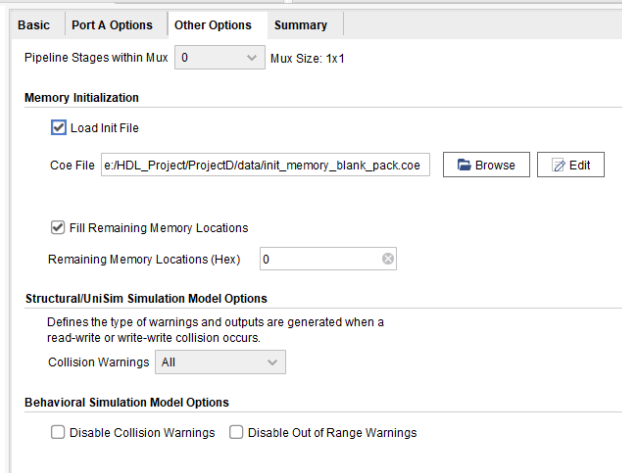 Basic Port A Options Other Options Summary
Pipeline Stages within Mux 0 Mux Size: 1x1
Memory Initialization
Load Init File
Coe File e:/HDL_Project/ProjectD/data/init_memory_blank_pack.coe Browse Edit
Fill Remaining Memory Locations
Remaining Memory Locations (Hex) 0
Structural/UniSim Simulation Model Options
Defines the type of warnings and outputs are generated when a
read-write or write-write collision occurs.
Collision Warnings All
Behavioral Simulation Model Options
Disable Collision Warnings Disable Out of Range Warnings